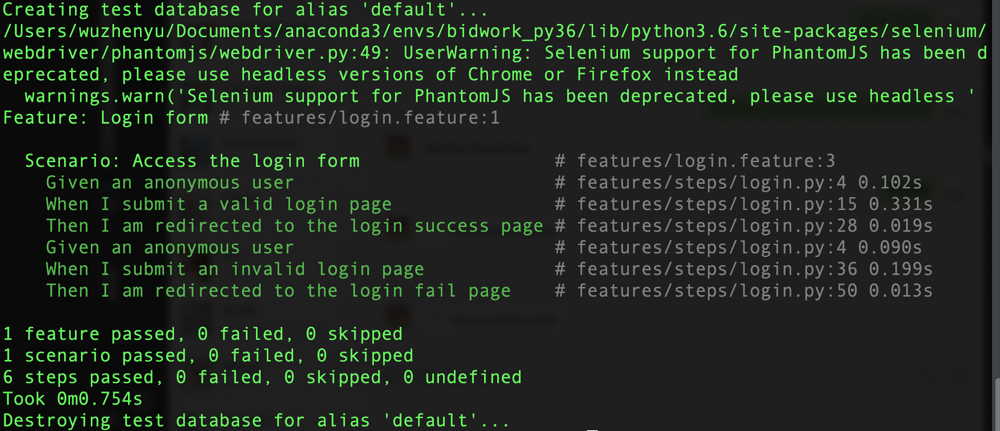 Creating test database for alias 'default'...
/Users/wuzhenyu/Documents/anaconda3/envs/bidwork_py36/lib/python3.6/site-packages/selenium/
webdriver/phantomjs/webdriver.py:49: UserWarning: Selenium support for PhantomJS has been d
eprecated, please use headless versions of Chrome or Firefox instead
  warnings.warn('Selenium support for PhantomJS has been deprecated, please use headless '
Feature: Login form # features/login.feature:1
  Scenario: Access the login form                  # features/login.feature:3
    Given an anonymous user                        # features/steps/login.py:4 0.102s
    When I submit a valid login page               # features/steps/login.py:15 0.331s
    Then I am redirected to the login success page # features/steps/login.py:28 0.019s
    Given an anonymous user                        # features/steps/login.py:4 0.090s
    When I submit an invalid login page            # features/steps/login.py:36 0.199s
    Then I am redirected to the login fail page    # features/steps/login.py:50 0.013s
1 feature passed, 0 failed, 0 skipped
1 scenario passed, 0 failed, 0 skipped
6 steps passed, 0 failed, 0 skipped, 0 undefined
Took 0m0.754s
Destroying test database for alias 'default'...